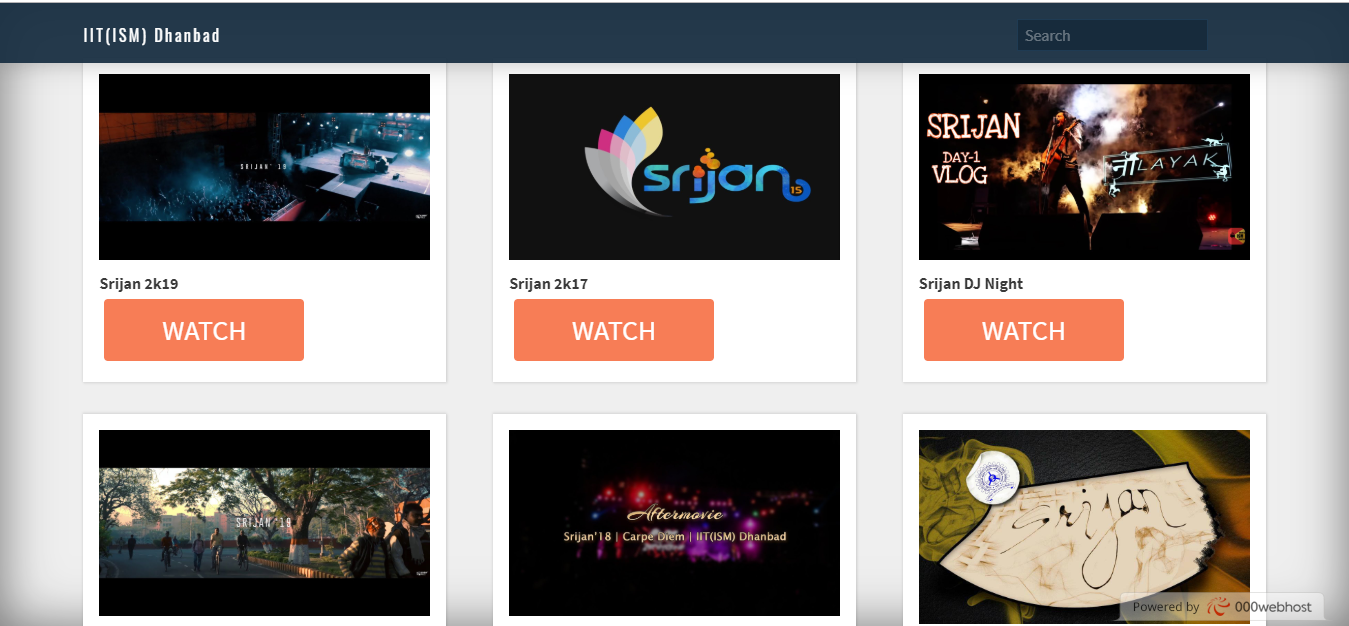 IIT(ISM) Dhanbad
Search
SRIJAN' 19
srijan
15
SRIJAN
DAY-1
VLOG
नाLAYAK
Srijan 2k19
Srijan 2k17
Srijan DJ Night
WATCH
WATCH
WATCH
SRIJAN '19
Aftermovie
Srijan'18 | Carpe Diem | IIT(ISM) Dhanbad
Srijan
Powered by 000webhost